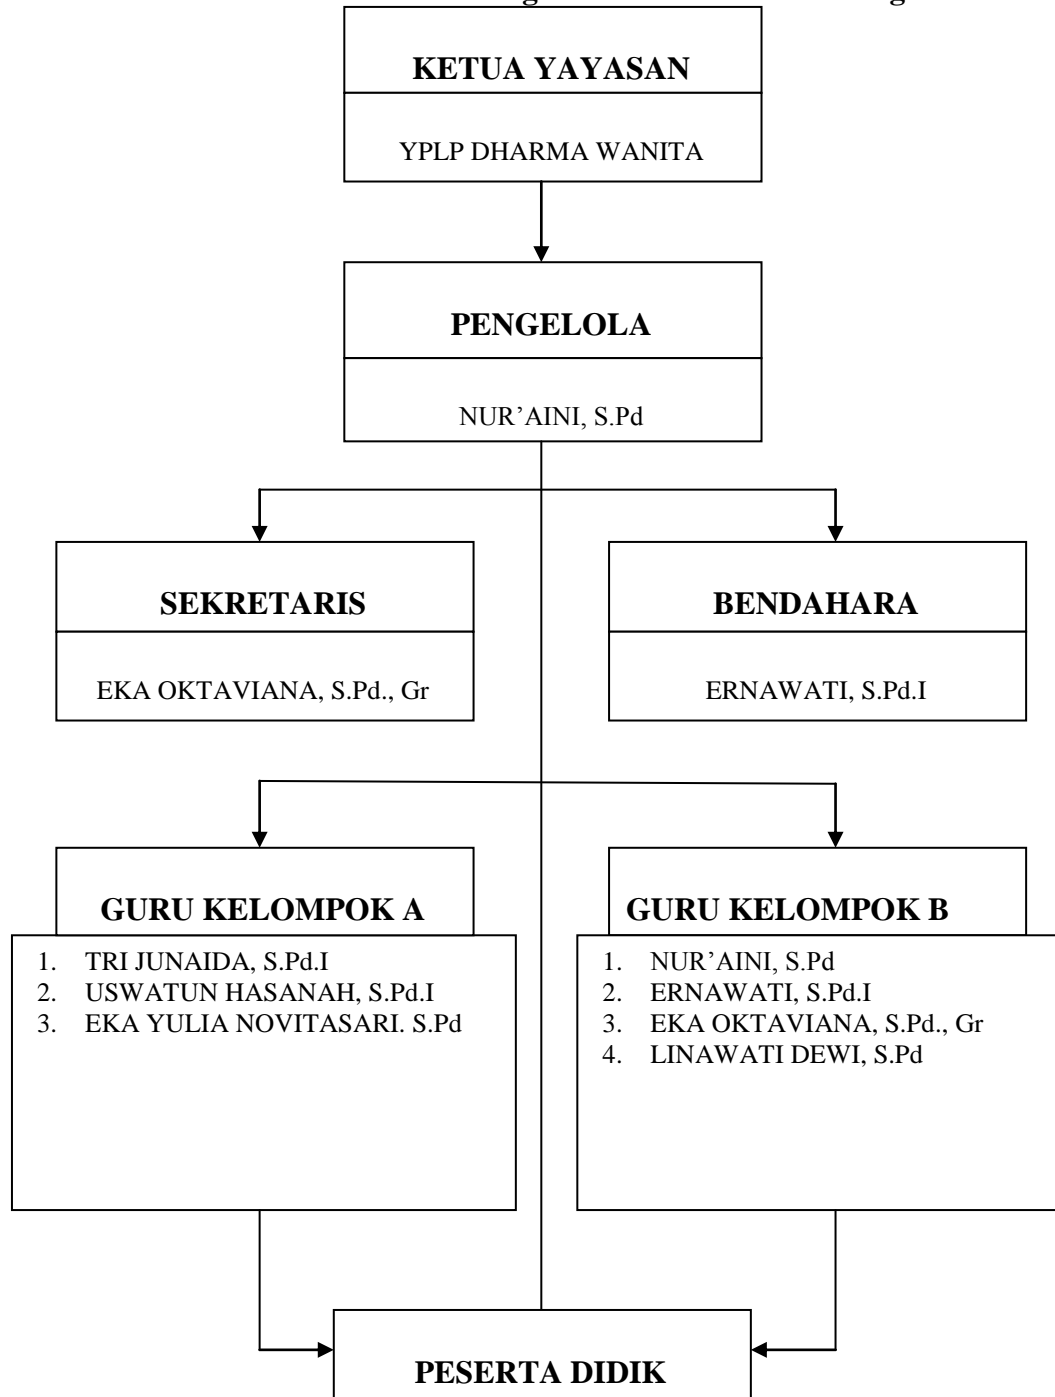 KETUA YAYASAN
YPLP DHARMA WANITA
PENGELOLA
NUR’AINI, S.Pd
SEKRETARIS
EKA OKTAVIANA, S.Pd., Gr
BENDAHARA
ERNAWATI, S.Pd.I
GURU KELOMPOK A
1. TRI JUNAIDA, S.Pd.I
2. USWATUN HASANAH, S.Pd.I
3. EKA YULIA NOVITASARI. S.Pd
GURU KELOMPOK B
1. NUR’AINI, S.Pd
2. ERNAWATI, S.Pd.I
3. EKA OKTAVIANA, S.Pd., Gr
4. LINAWATI DEWI, S.Pd
PESERTA DIDIK